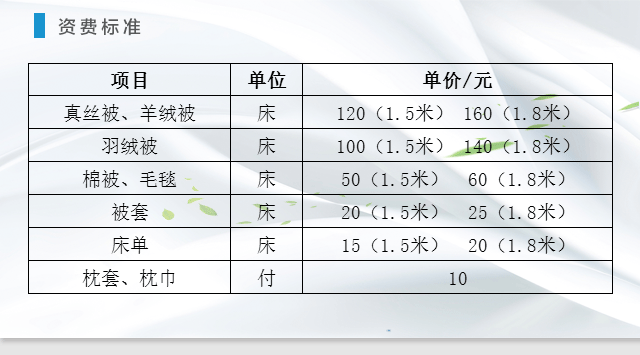 资费标准
项目 单位 单价/元
真丝被、羊绒被 床 120（1.5米） 160（1.8米）
羽绒被 床 100（1.5米） 140（1.8米）
棉被、毛毯 床 50（1.5米） 60（1.8米）
被套 床 20（1.5米） 25（1.8米）
床单 床 15（1.5米） 20（1.8米）
枕套、枕巾 付 10